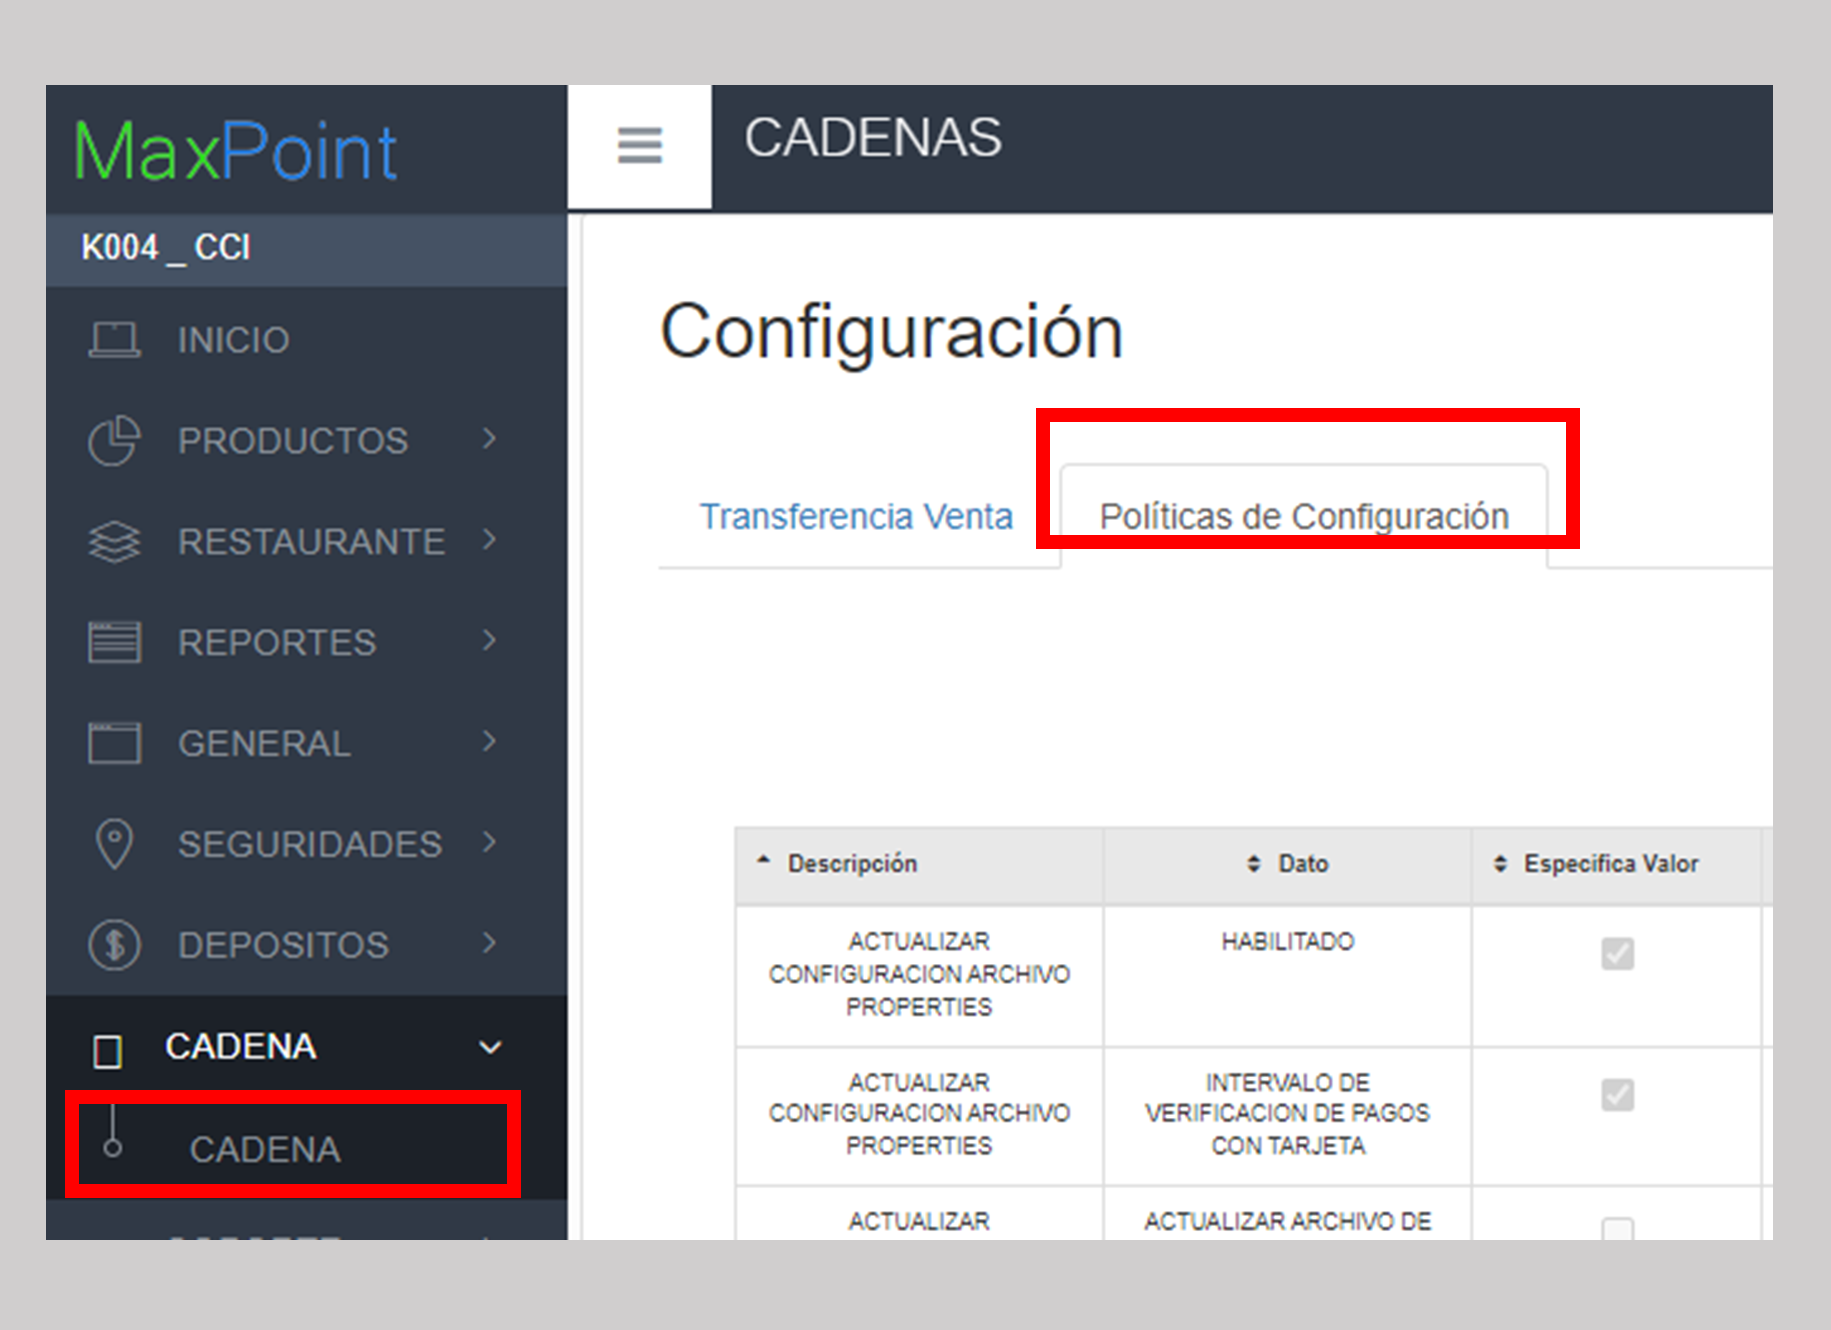 MaxPoint
CADENAS
K004 _ CCI
INICIO
PRODUCTOS
RESTAURANTE
REPORTES
GENERAL
SEGURIDADES
DEPOSITOS
CADENA
CADENA
Configuración
Transferencia Venta
Políticas de Configuración
Descripción
Dato
Especifica Valor
ACTUALIZAR
CONFIGURACION ARCHIVO
PROPERTIES
HABILITADO
ACTUALIZAR
CONFIGURACION ARCHIVO
PROPERTIES
INTERVALO DE
VERIFICACION DE PAGOS
CON TARJETA
ACTUALIZAR
ACTUALIZAR ARCHIVO DE